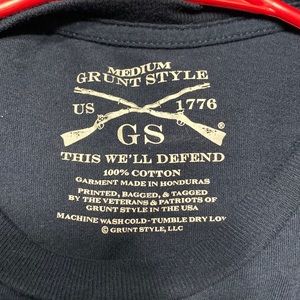 MEDIUM
GRUNT STYLE
US 1776
GS
®
THIS WE'LL DEFEND
100% COTTON
GARMENT MADE IN HONDURAS
PRINTED, BAGGED, & TAGGED
BY THE VETERANS & PATRIOTS OF
GRUNT STYLE IN THE USA
MACHINE WASH COLD - TUMBLE DRY LOW
© GRUNT STYLE, LLC